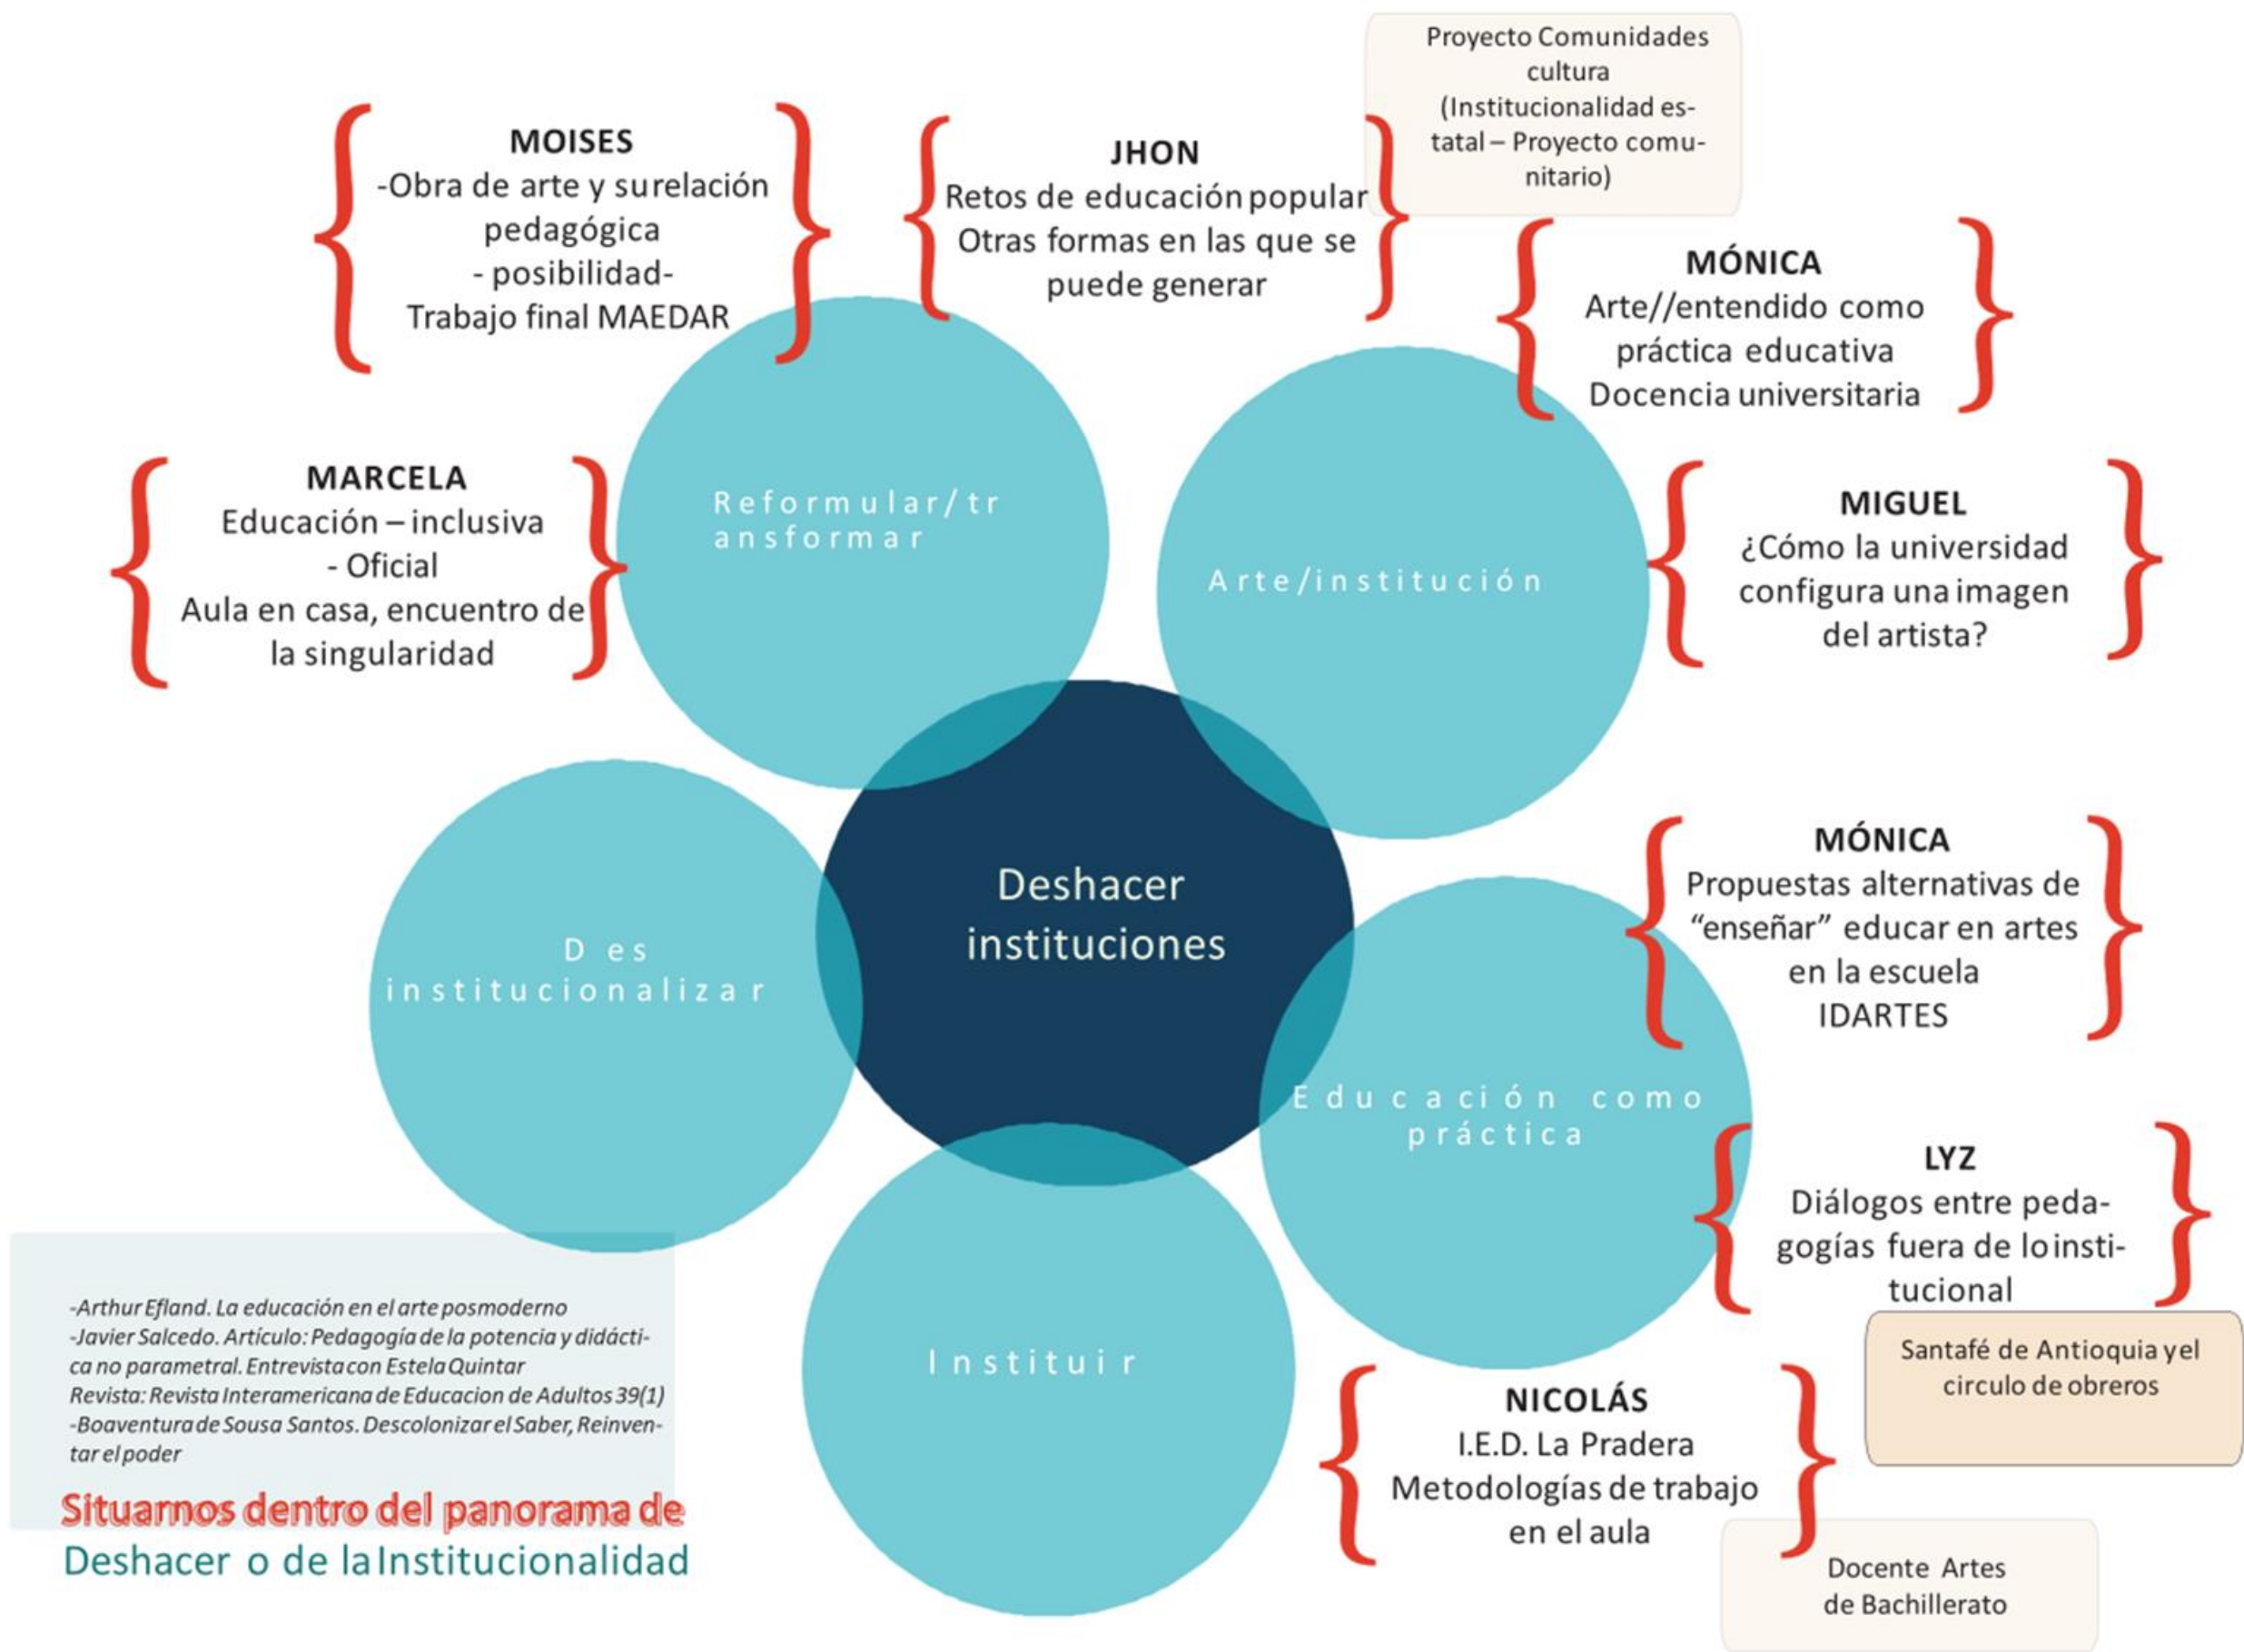 Proyecto Comunidades
cultura
(Institucionalidad es-
tatal – Proyecto comu-
nitario)
MOISES
-Obra de arte y su relación
pedagógica
- posibilidad-
Trabajo final MAEDAR
JHON
Retos de educación popular
Otras formas en las que se
puede generar
MÓNICA
Arte//entendido como
práctica educativa
Docencia universitaria
MARCELA
Educación – inclusiva
- Oficial
Aula en casa, encuentro de
la singularidad
Reformular/tr
ansformar
Arte/institución
MIGUEL
¿Cómo la universidad
configura una imagen
del artista?
Deshacer
instituciones
D es
institucionalizar
MÓNICA
Propuestas alternativas de
“enseñar” educar en artes
en la escuela
IDARTES
Educación como
práctica
LYZ
Diálogos entre peda-
gogías fuera de lo insti-
tucional
Santafé de Antioquia y el
circulo de obreros
Instituir
NICOLÁS
I.E.D. La Pradera
Metodologías de trabajo
en el aula
Docente Artes
de Bachillerato
-Arthur Efland. La educación en el arte posmoderno
-Javier Salcedo. Artículo: Pedagogía de la potencia y didácti-
ca no parametral. Entrevista con Estela Quintar
Revista: Revista Interamericana de Educacion de Adultos 39(1)
-Boaventura de Sousa Santos. Descolonizar el Saber, Reinven-
tar el poder
Situarnos dentro del panorama de
Deshacer o de la Institucionalidad